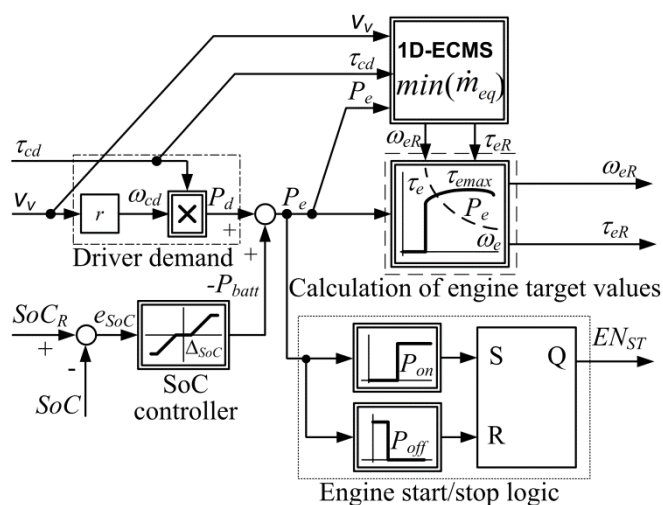 v_v
1D-ECMS
τ_cd
min(ṁ_eq)
P_e
ω_eR τ_eR
τ_cd
v_v
r
ω_cd
×
P_d
+
+
P_e
τ_e
τ_emax
P_e
ω_e
ω_eR
τ_eR
Driver demand
-P_batt
Calculation of engine target values
SoC_R
+
-
e_SoC
Δ_SoC
SoC
SoC
controller
P_on
S
Q
EN_ST
P_off
R
Engine start/stop logic